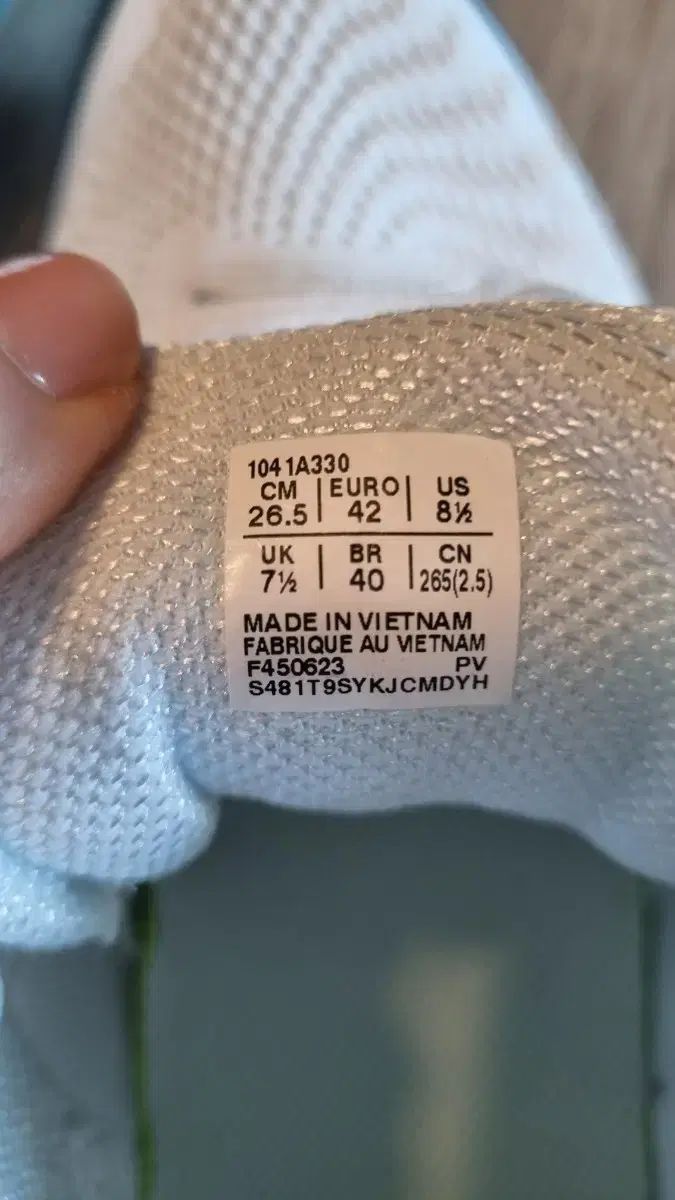 1041A330
CM | EURO | US
26.5 | 42 | 8½
UK | BR | CN
7½ | 40 | 265(2.5)
MADE IN VIETNAM
FABRIQUE AU VIETNAM
F450623 PV
S481T9SYKJCMDYH